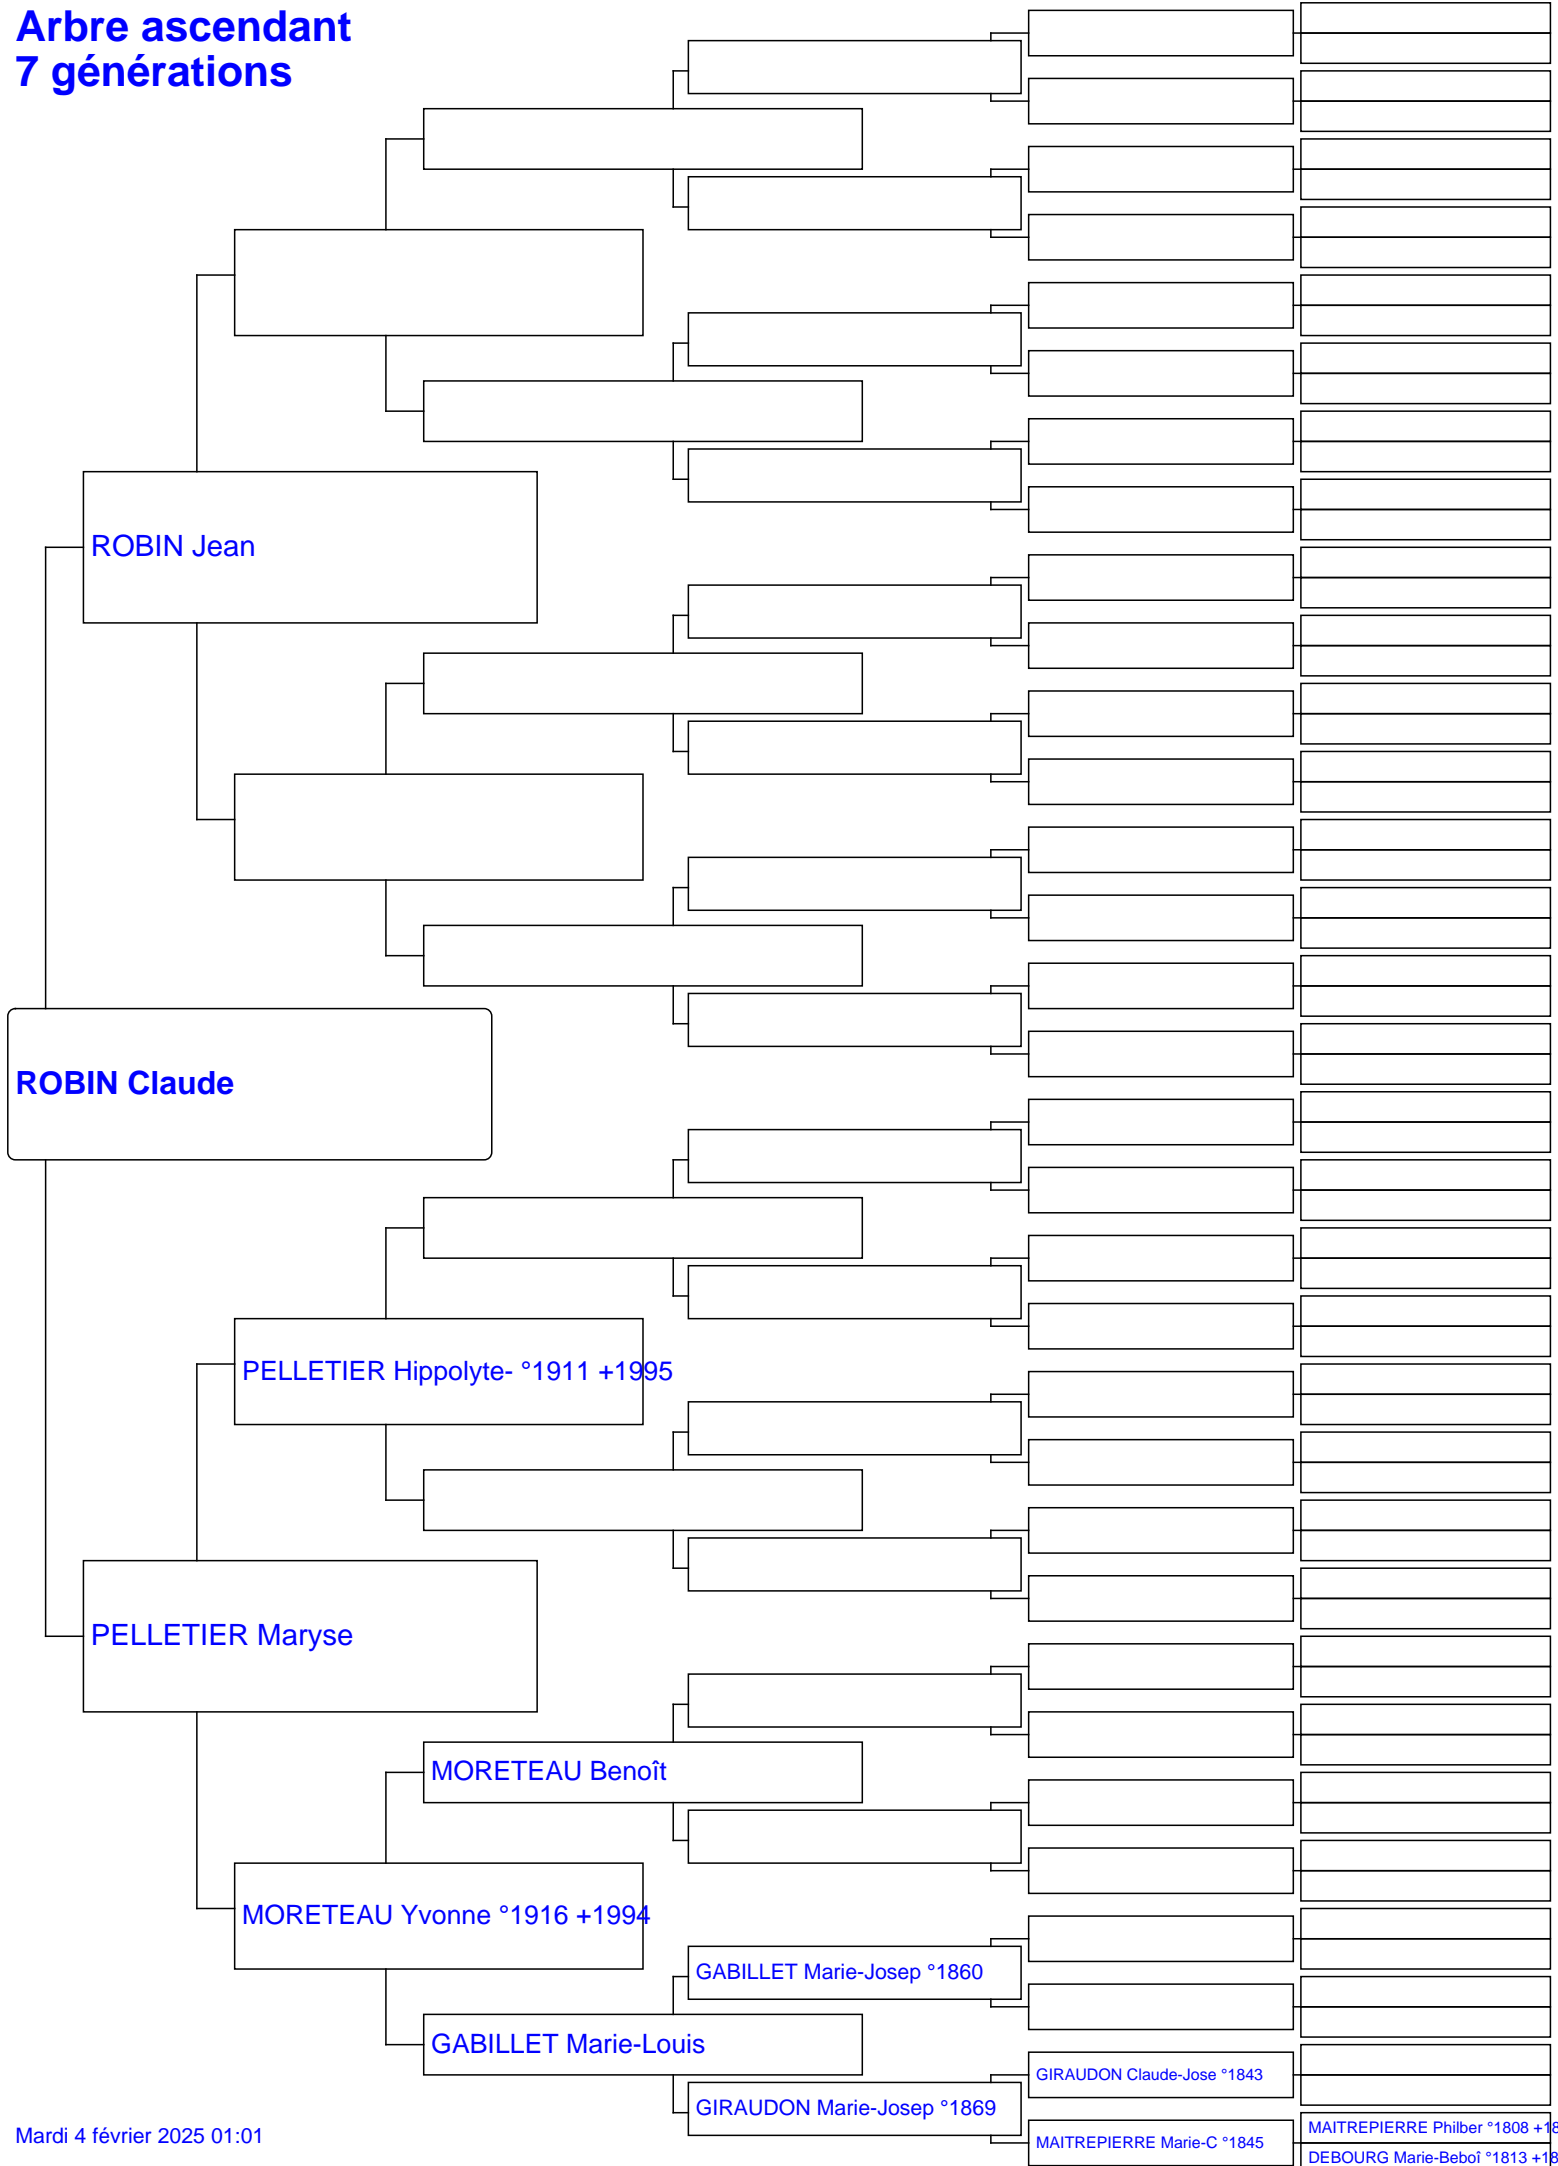 Arbre ascendant
7 générations
ROBIN Jean
ROBIN Claude
PELLETIER Hippolyte- °1911 +1995
PELLETIER Maryse
MORETEAU Benoît
MORETEAU Yvonne °1916 +1994
GABILLET Marie-Josep °1860
GABILLET Marie-Louis
GIRAUDON Claude-Jose °1843
GIRAUDON Marie-Josep °1869
MAITREPIERRE Philber °1808 +18
MAITREPIERRE Marie-C °1845
DEBOURG Marie-Beboî °1813 +18
Mardi 4 février 2025 01:01